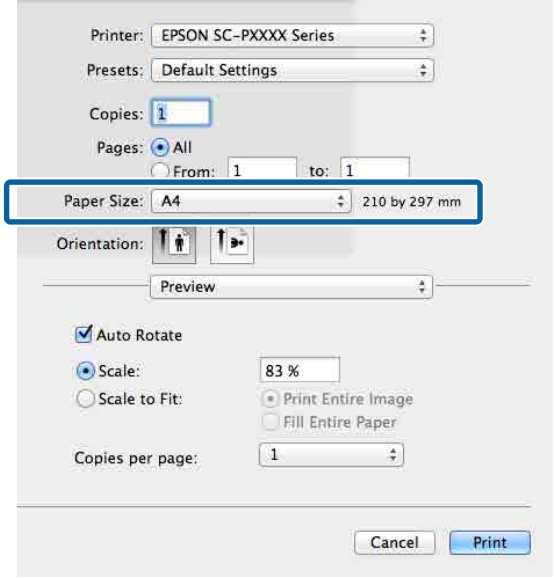 Printer: EPSON SC-PXXXX Series
Presets: Default Settings
Copies: 1
Pages: All
From: 1 to: 1
Paper Size: A4 210 by 297 mm
Orientation:
Preview
Auto Rotate
Scale: 83 %
Scale to Fit: Print Entire Image
Fill Entire Paper
Copies per page: 1
Cancel Print